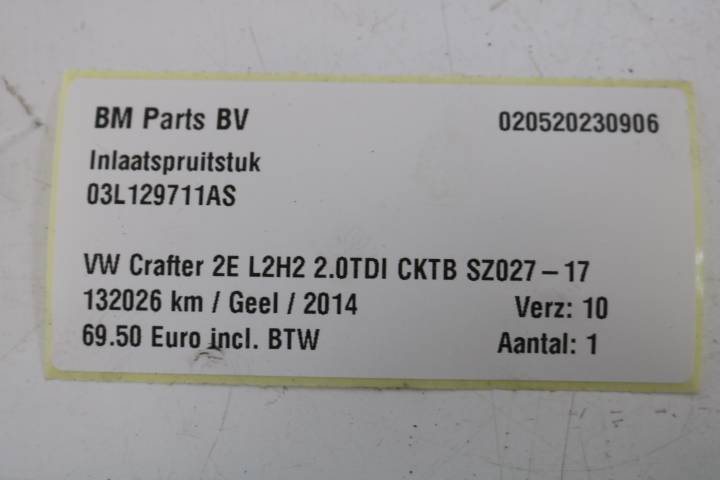 BM Parts BV 020520230906
Inlaatspruitstuk
03L129711AS
VW Crafter 2E L2H2 2.0TDI CKTB SZ027-17
132026 km / Geel / 2014 Verz: 10
69.50 Euro incl. BTW Aantal: 1